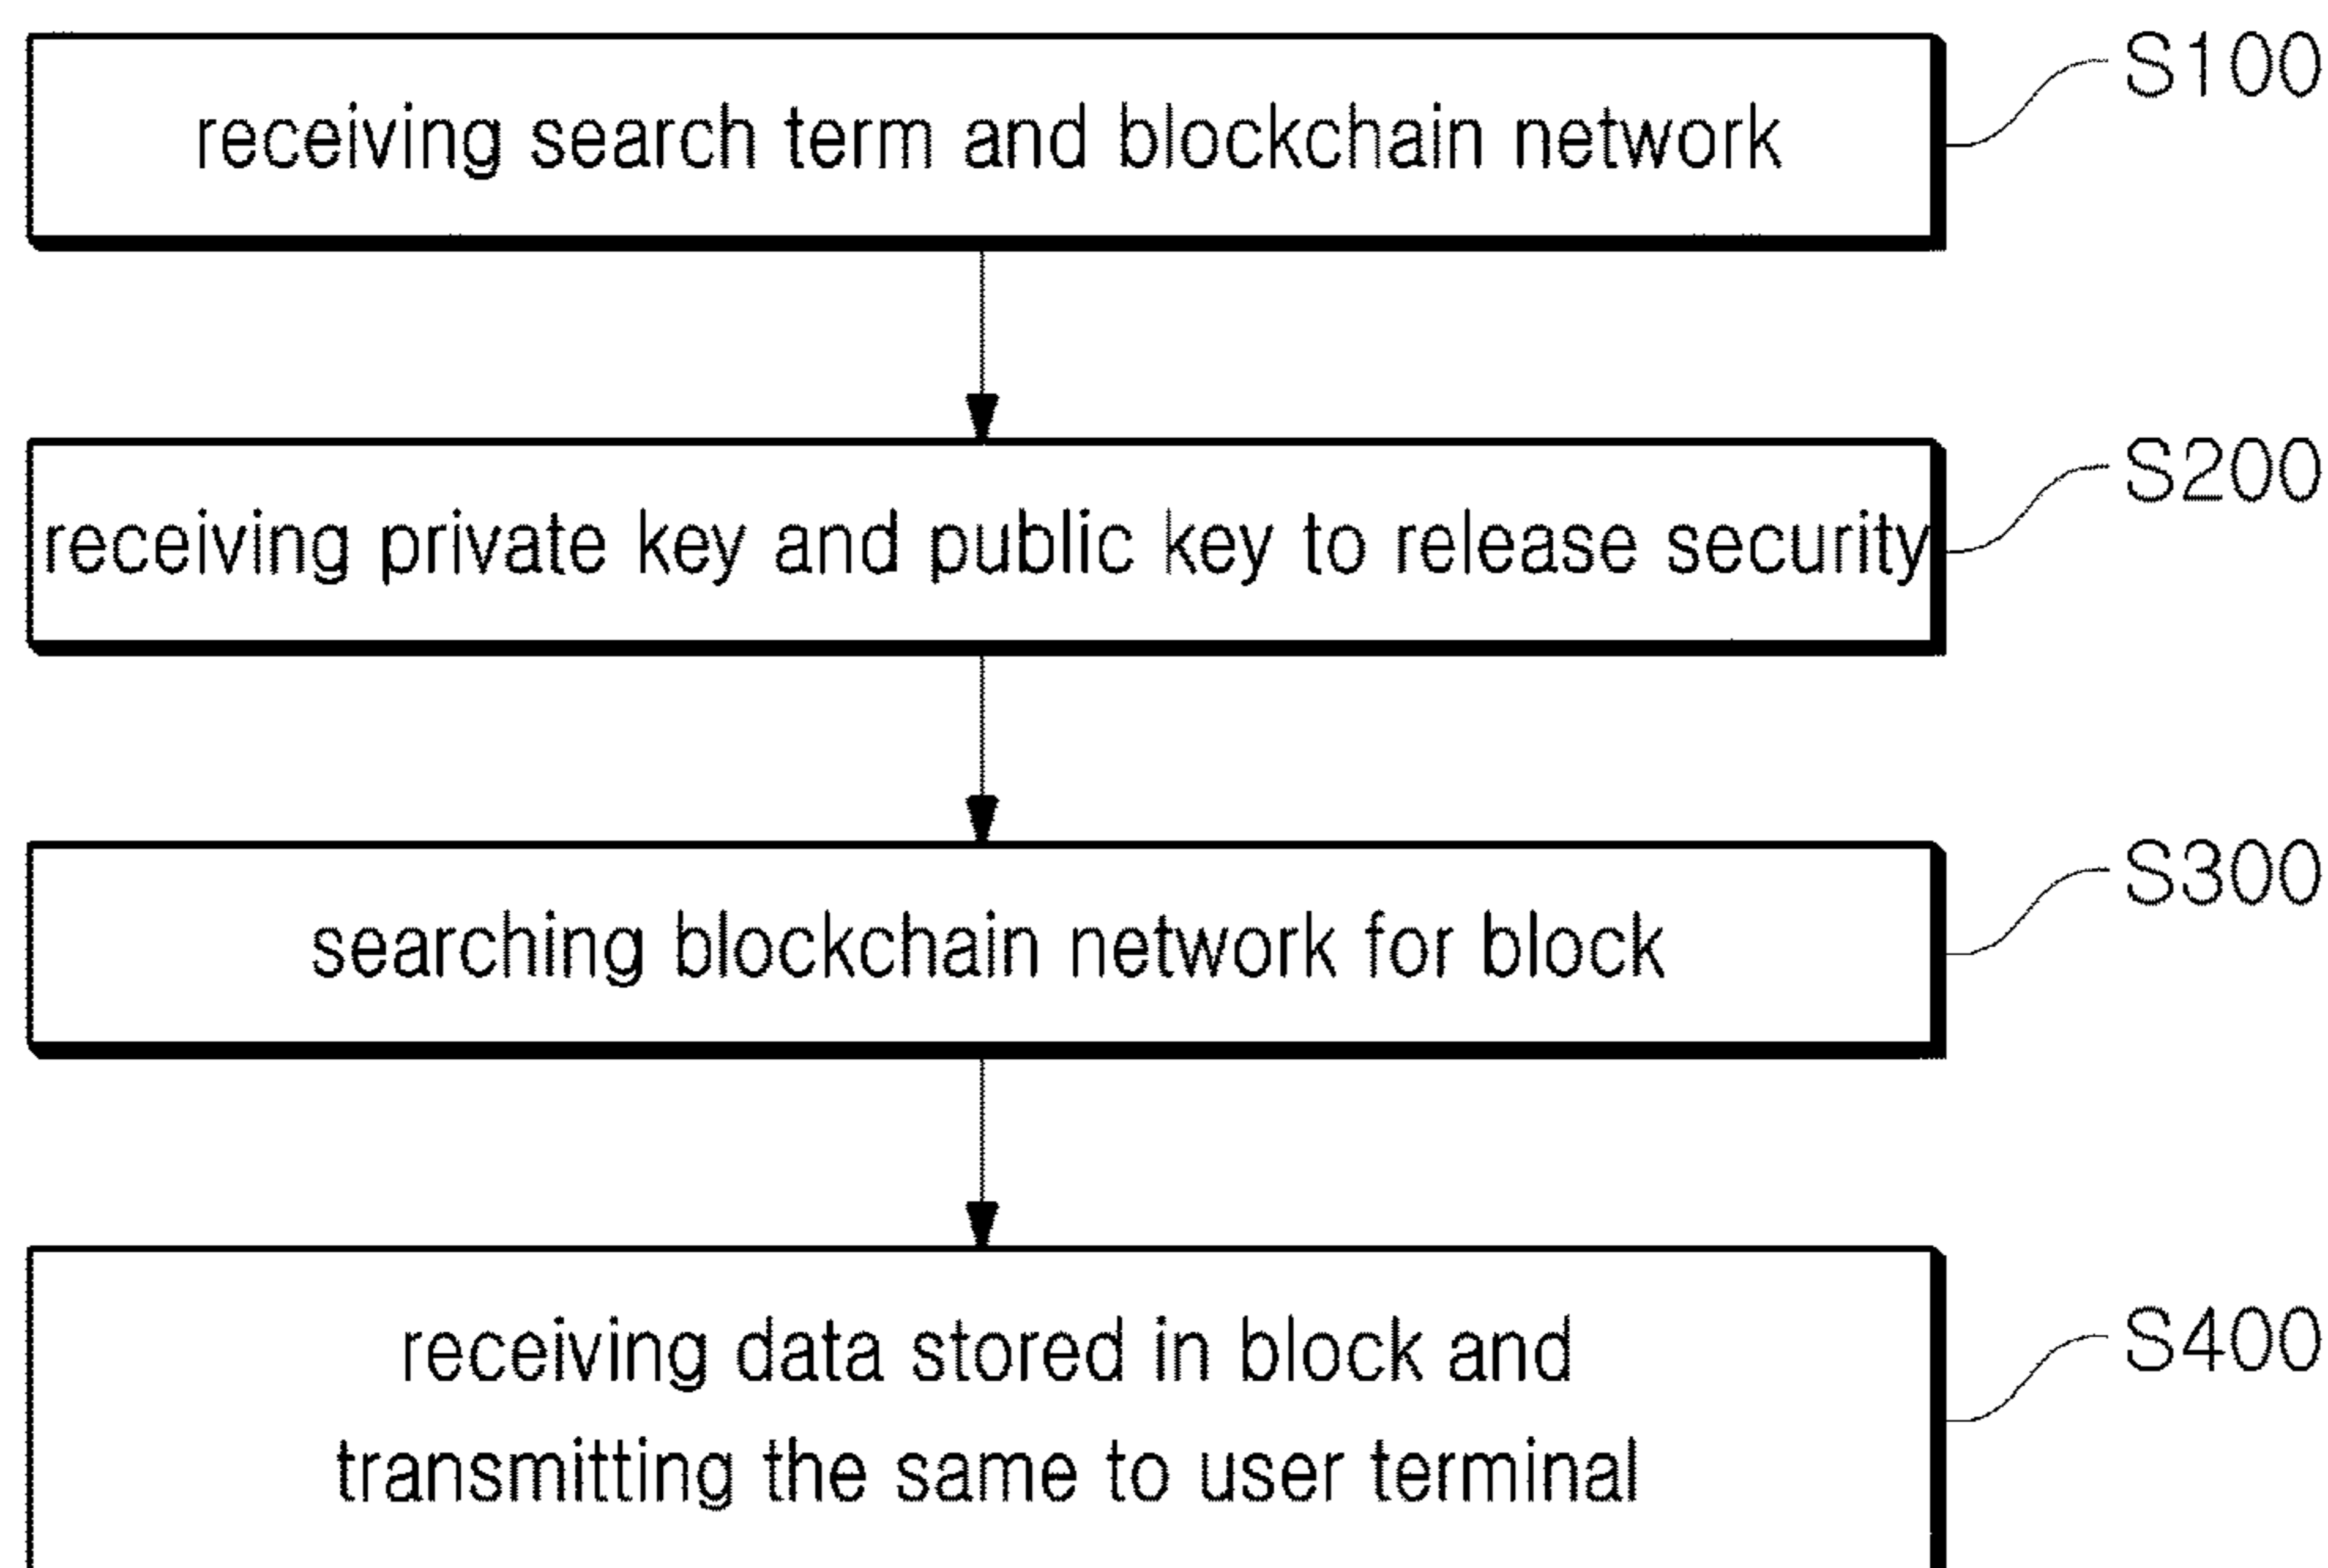 receiving search term and blockchain network
S100
receiving private key and public key to release security
S200
searching blockchain network for block
S300
receiving data stored in block and
transmitting the same to user terminal
S400